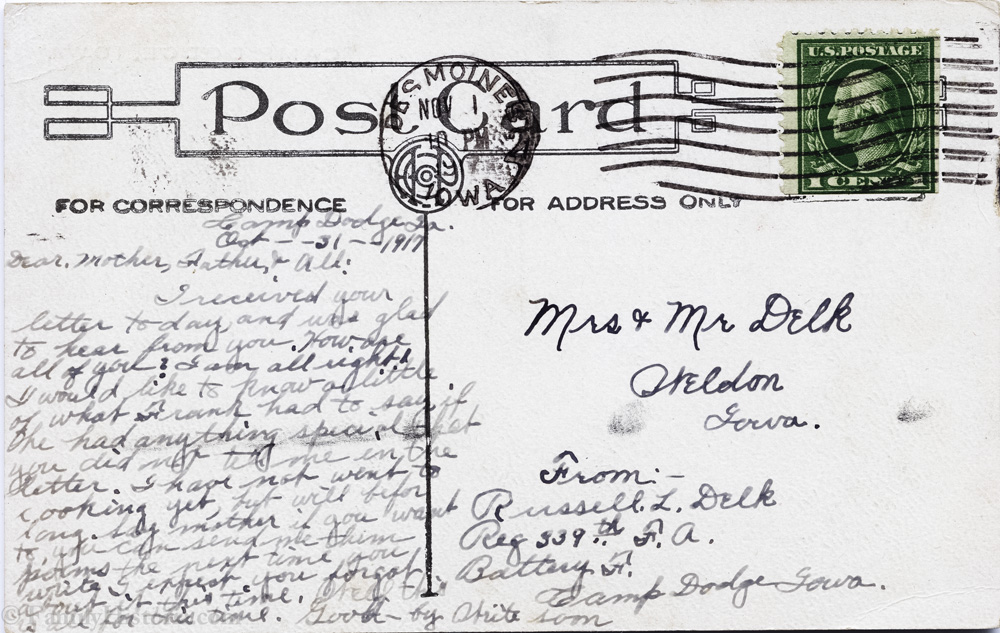 Post Card
DES MOINES
NOV 1
10 PM
IOWA
U.S.POSTAGE
1 CENT 1
FOR CORRESPONDENCE
FOR ADDRESS ONLY
Camp Dodge Ia.
Oct - 31 - 1917
Dear Mother, Father, & All:
I received your
letter to day, and was glad
to hear from you. How are
all of you? I am all right!
I would like to know a little
of what Frank had to say, if
he had anything special that
you did not tell me in the
letter. I have not went to
cooking yet, but will before
long. Say mother if you want
to you can send me them
poems the next time you
write I expect you forgot
about it this time. Well this
is all for this time. Good-by Write soon
Mrs & Mr Delk
Weldon
Iowa.
From:-
Russell. L. Delk
Reg 339th F. A.
Battery F.
Camp Dodge Iowa.